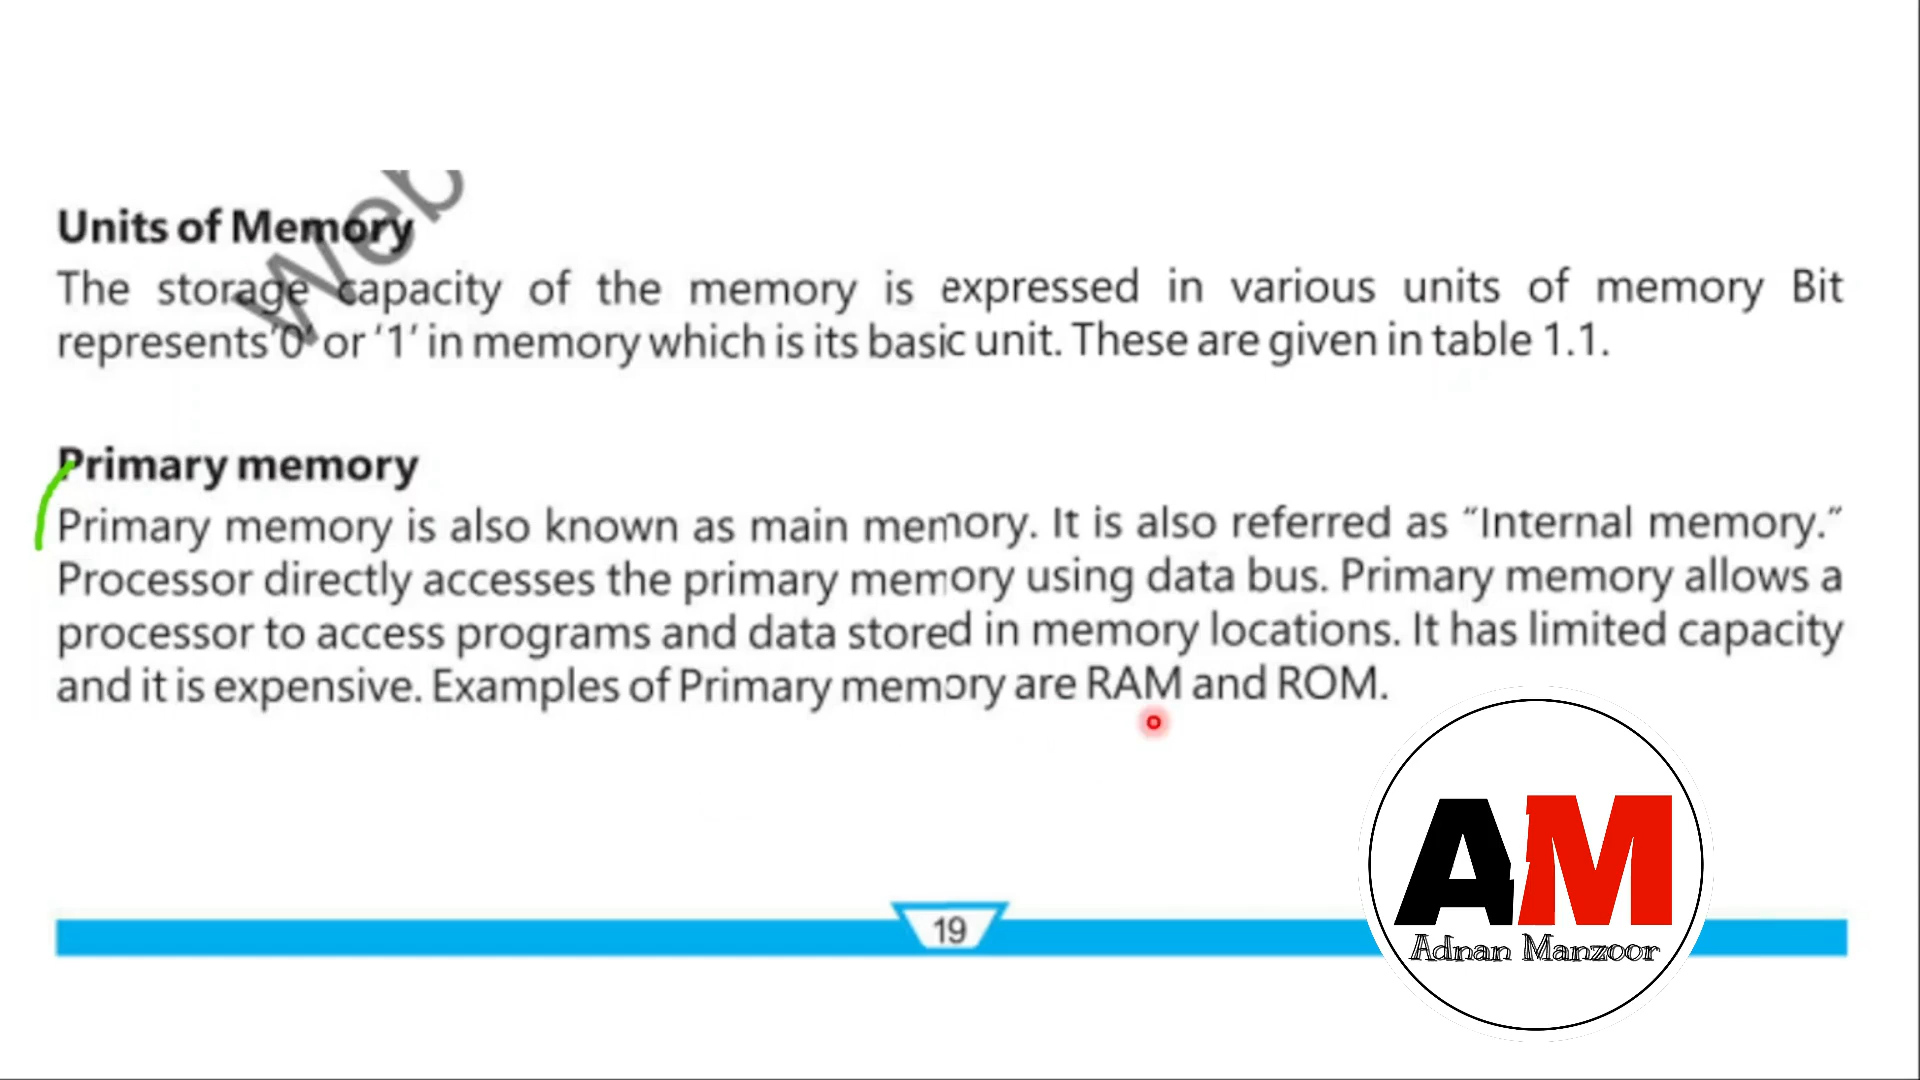 Web
Units of Memory
The storage capacity of the memory is expressed in various units of memory Bit
represents'0' or '1' in memory which is its basic unit. These are given in table 1.1.
Primary memory
Primary memory is also known as main memory. It is also referred as “Internal memory.”
Processor directly accesses the primary memory using data bus. Primary memory allows a
processor to access programs and data stored in memory locations. It has limited capacity
and it is expensive. Examples of Primary memory are RAM and ROM.
19
AM
Adnan Manzoor